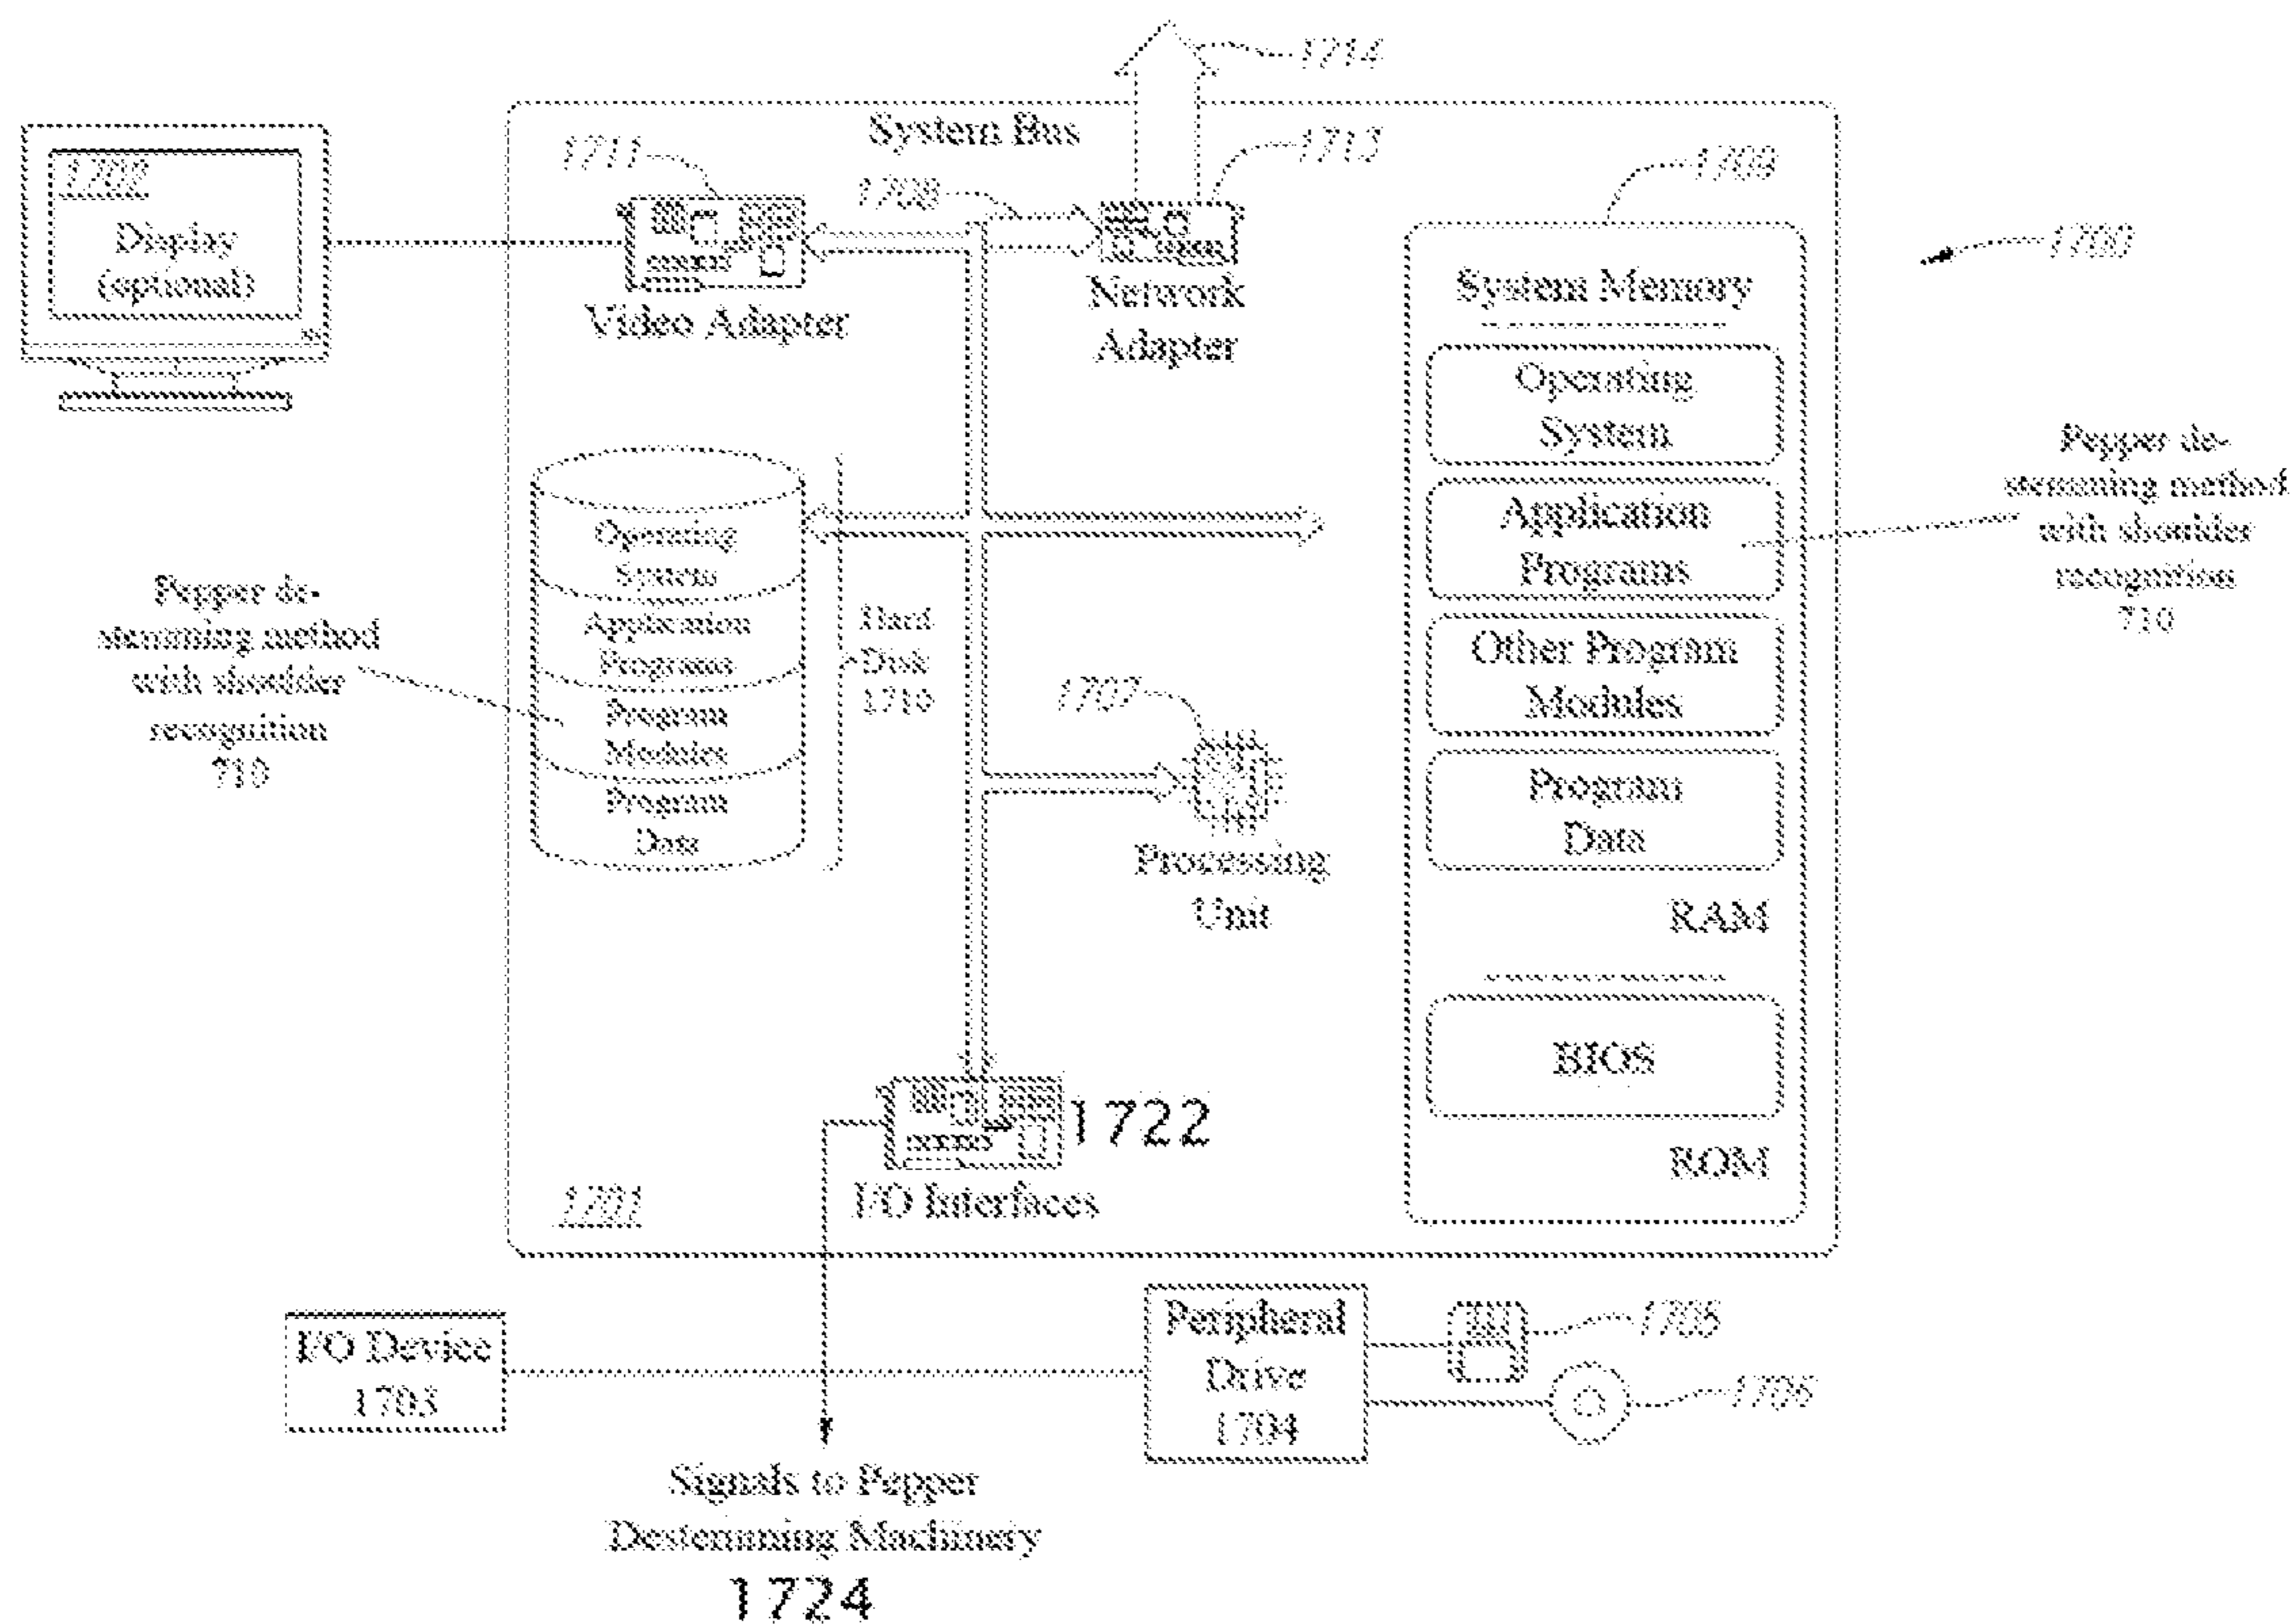 1714
System Bus
1711
1713
1708
1709
1700
1702
Display
(optional)
Video Adapter
Network
Adapter
System Memory
Operating
System
Application
Programs
Other Program
Modules
Program
Data
RAM
BIOS
ROM
Pepper de-
stemming method
with shoulder
recognition
710
Operating
System
Application
Programs
Program
Modules
Program
Data
Hard
Disk
1710
Pepper de-
stemming method
with shoulder
recognition
710
1707
Processing
Unit
1722
I/O Interfaces
1701
I/O Device
1703
Peripheral
Drive
1704
1705
1706
Signals to Pepper
Destemming Machinery
1724